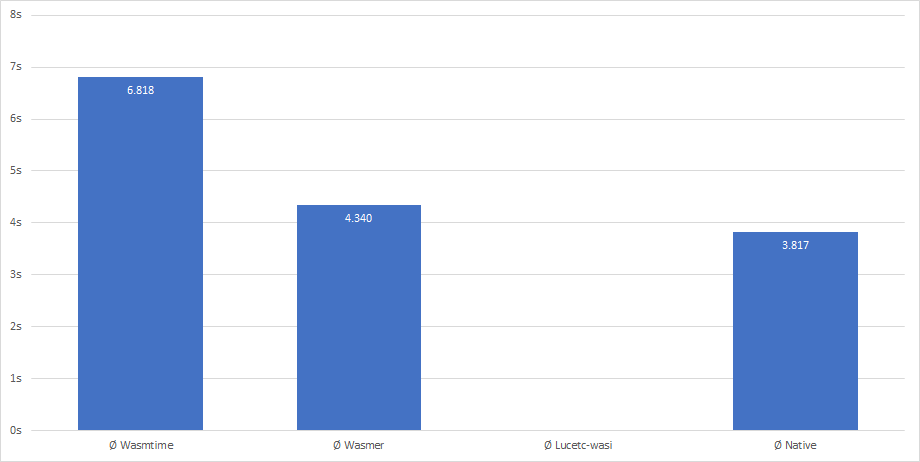 8s
7s
6s
5s
4s
3s
2s
1s
0s
6.818
4.340
3.817
Ø Wasmtime
Ø Wasmer
Ø Lucetc-wasi
Ø Native